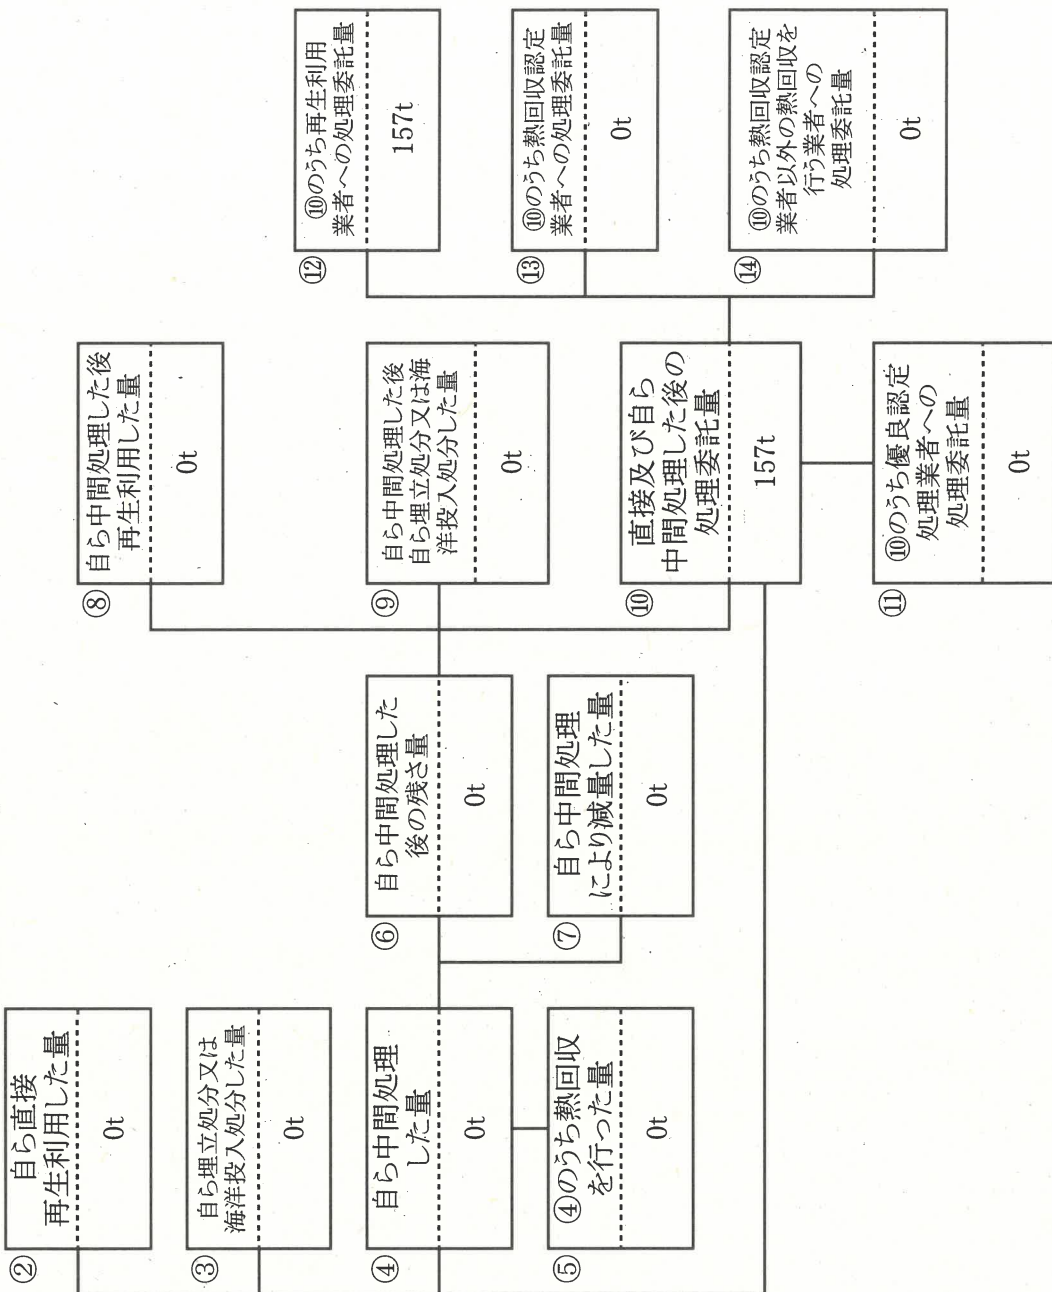 ②
自ら直接
再生利用した量
0t
③
自ら埋立処分又は
海洋投入処分した量
0t
④
自ら中間処理
した量
0t
⑤
④のうち熱回収
を行った量
0t
⑥
自ら中間処理した
後の残さ量
0t
⑦
自ら中間処理
により減量した量
0t
⑧
自ら中間処理した後
再生利用した量
0t
⑨
自ら中間処理した後
自ら埋立処分又は海
洋投入処分した量
0t
⑩
直接及び自ら
中間処理した後の
処理委託量
157t
⑪
⑩のうち優良認定
処理業者への
処理委託量
0t
⑫
⑩のうち再生利用
業者への処理委託量
157t
⑬
⑩のうち熱回収認定
業者への処理委託量
0t
⑭
⑩のうち熱回収認定
業者以外の熱回収を
行う業者への
処理委託量
0t